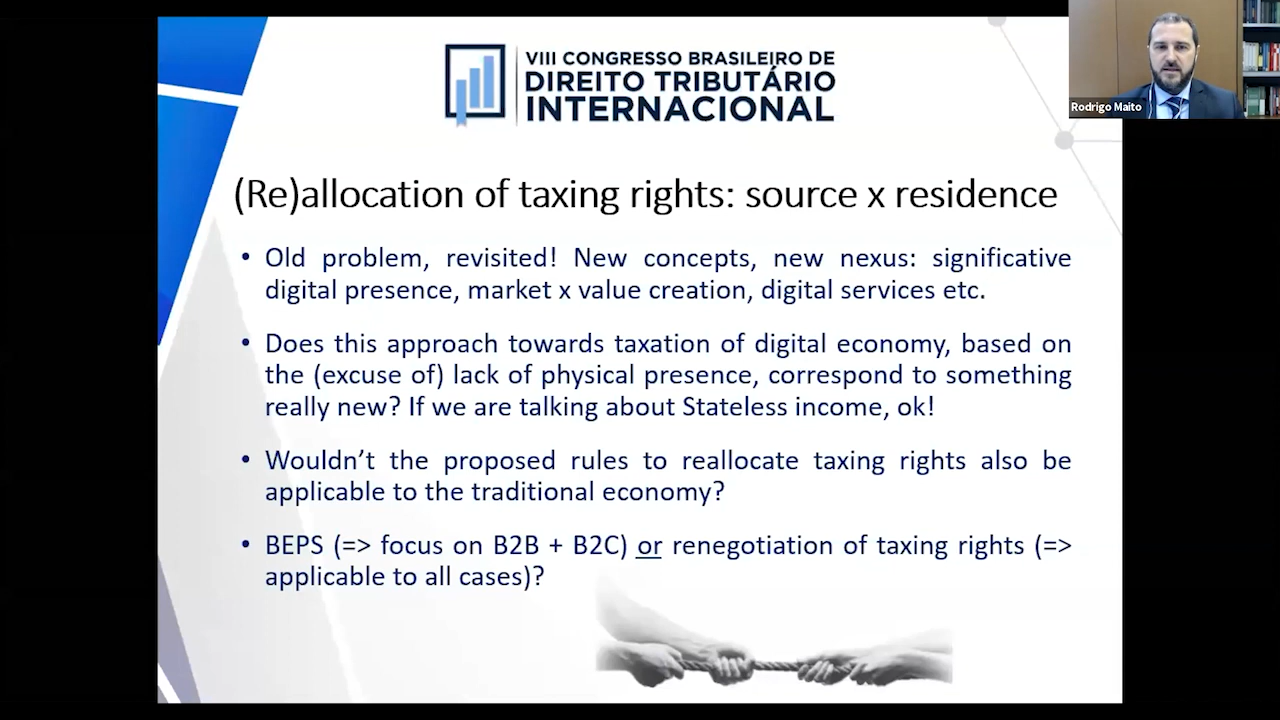 VIII CONGRESSO BRASILEIRO DE
DIREITO TRIBUTÁRIO
INTERNACIONAL
Rodrigo Maito
(Re)allocation of taxing rights: source x residence
• Old problem, revisited! New concepts, new nexus: significative
digital presence, market x value creation, digital services etc.
• Does this approach towards taxation of digital economy, based on
the (excuse of) lack of physical presence, correspond to something
really new? If we are talking about Stateless income, ok!
• Wouldn’t the proposed rules to reallocate taxing rights also be
applicable to the traditional economy?
• BEPS (=> focus on B2B + B2C) or renegotiation of taxing rights (=>
applicable to all cases)?